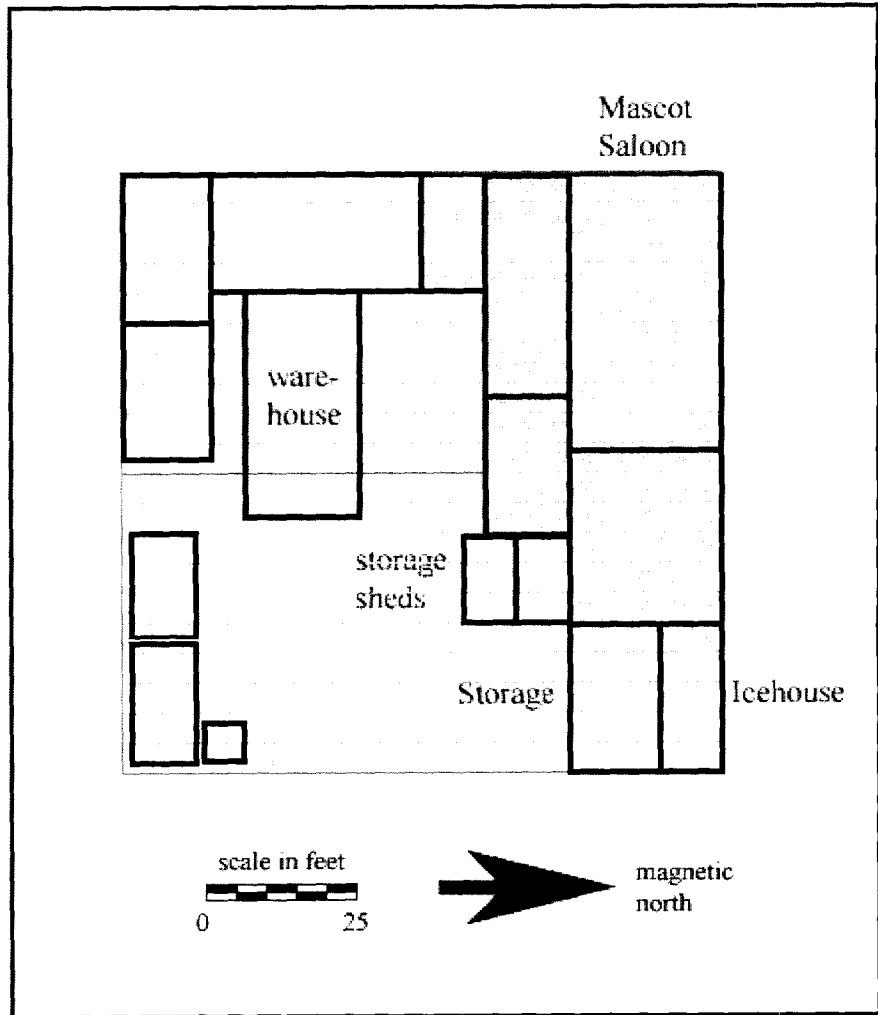 Mascot
Saloon
ware-
house
storage
sheds
Storage
Icehouse
scale in feet
0
25
magnetic
north